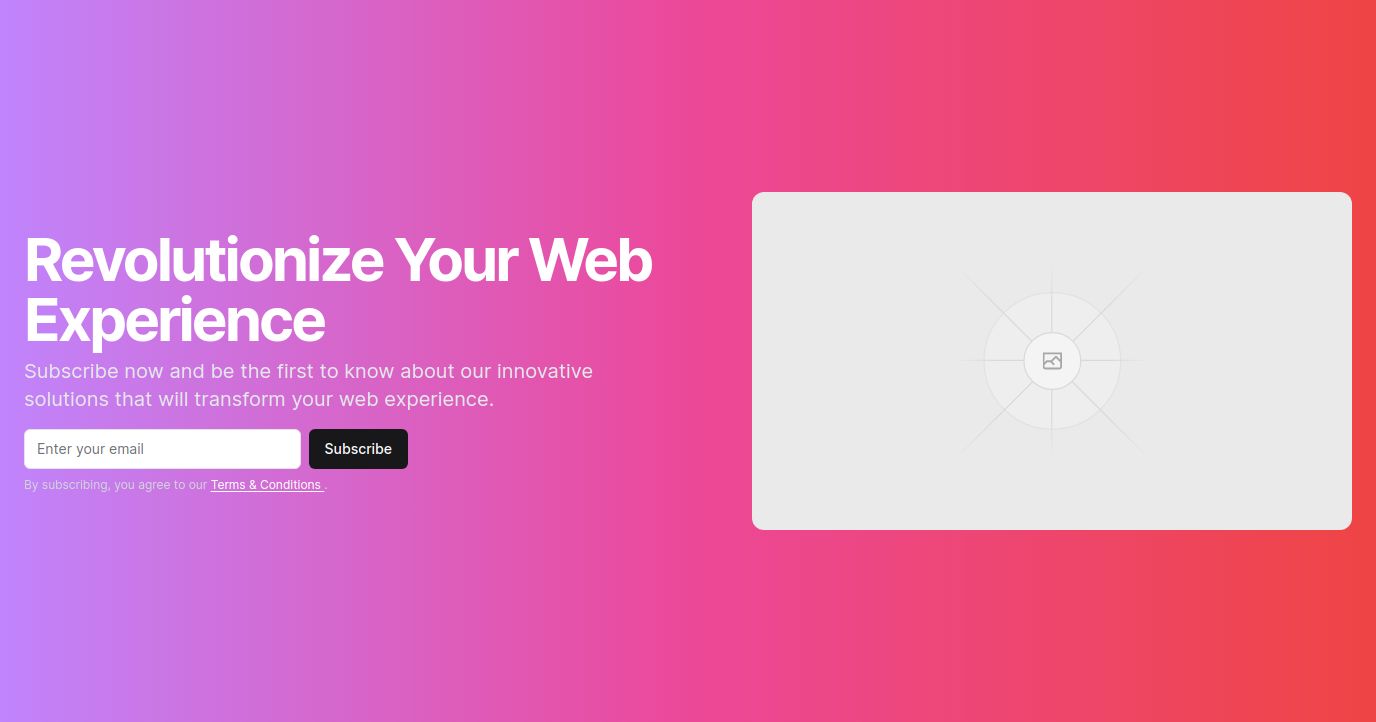 Revolutionize Your Web
Experience
Subscribe now and be the first to know about our innovative
solutions that will transform your web experience.
Enter your email
Subscribe
By subscribing, you agree to our Terms & Conditions .